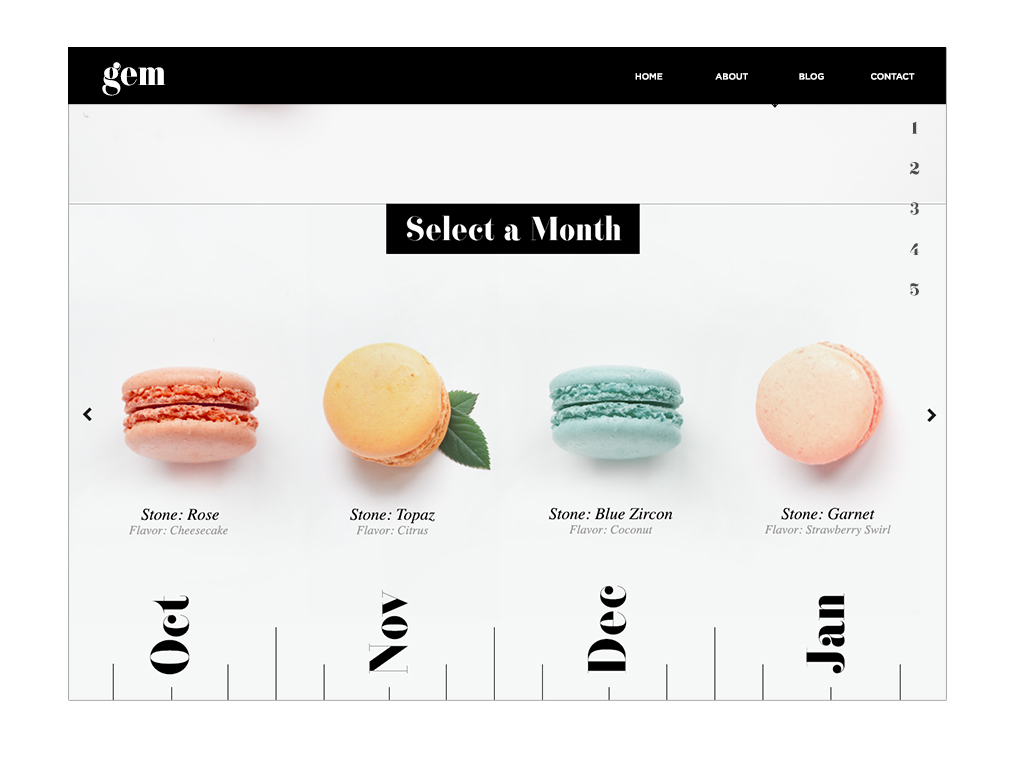 gem
HOME ABOUT BLOG CONTACT
1
2
3
Select a Month
4
5
Stone: Rose
Flavor: Cheesecake
Stone: Topaz
Flavor: Citrus
Stone: Blue Zircon
Flavor: Coconut
Stone: Garnet
Flavor: Strawberry Swirl
Oct
Nov
Dec
Jan